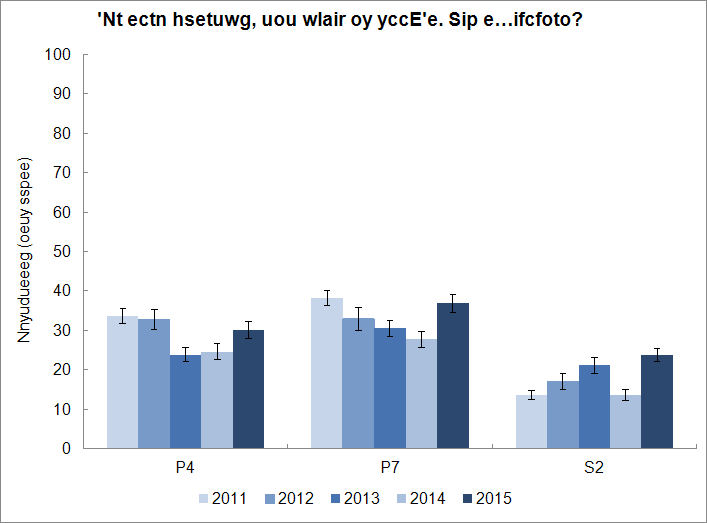 'Nt ectn hsetuwg, uou wlair oy yccE'e. Sip e…ifcfoto?
100
90
80
70
60
50
40
30
20
10
0
Nnyudueeeg (oeuy sspee)
P4 P7 S2
2011 2012 2013 2014 2015